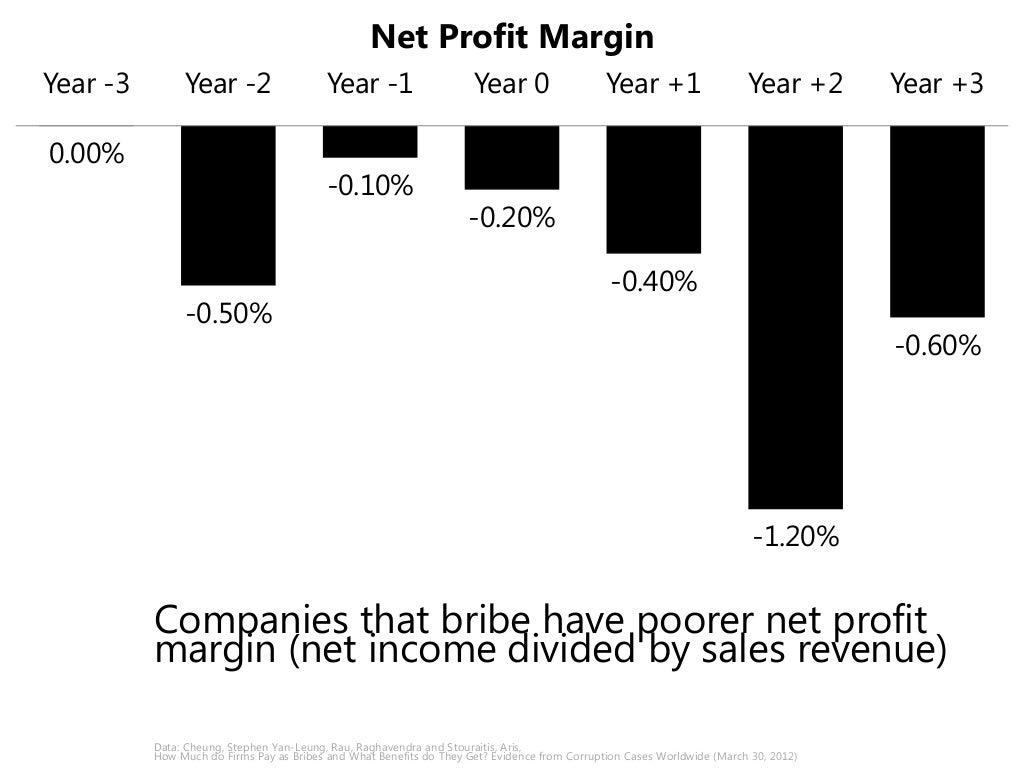 Net Profit Margin
Year -3 Year -2 Year -1 Year 0 Year +1 Year +2 Year +3
0.00%
-0.10%
-0.20%
-0.40%
-0.50%
-0.60%
-1.20%
Companies that bribe have poorer net profit
margin (net income divided by sales revenue)
Data: Cheung, Stephen Yan-Leung, Rau, Raghavendra and Stouraitis, Aris,
How Much do Firms Pay as Bribes and What Benefits do They Get? Evidence from Corruption Cases Worldwide (March 30, 2012)